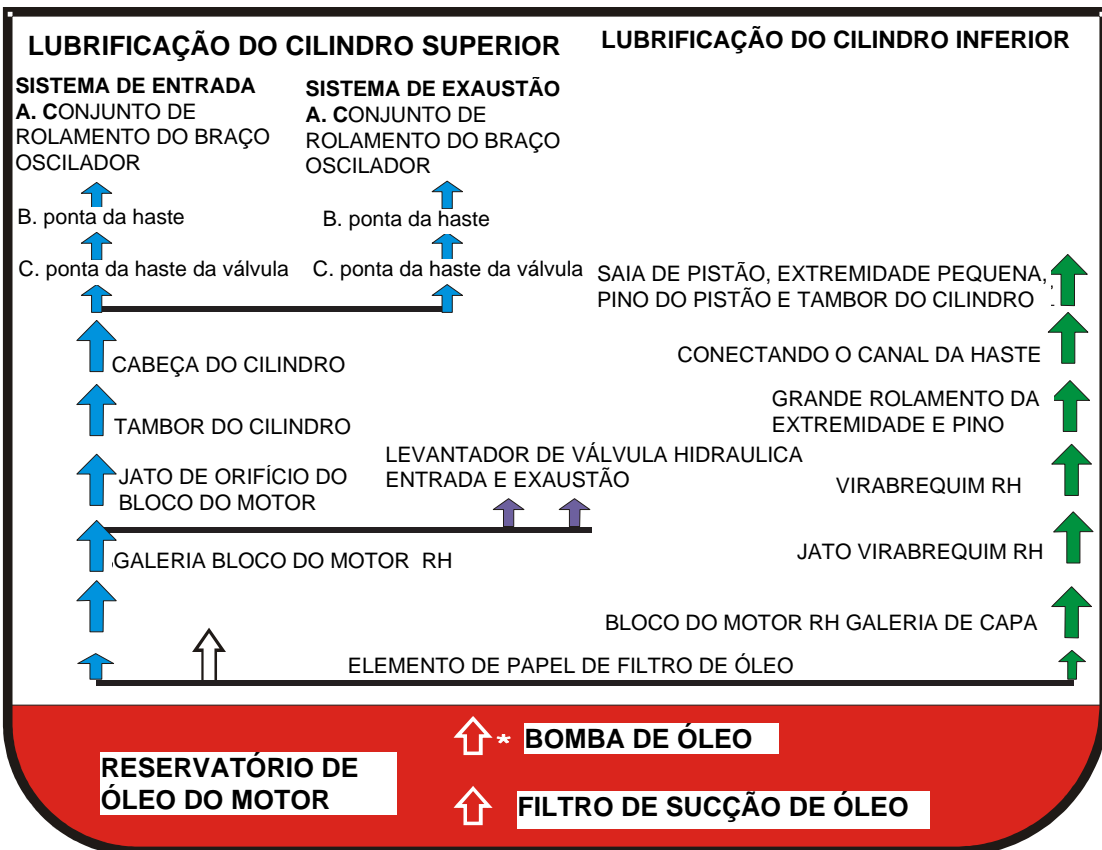 LUBRIFICAÇÃO DO CILINDRO SUPERIOR
LUBRIFICAÇÃO DO CILINDRO INFERIOR
SISTEMA DE ENTRADA
A. CONJUNTO DE
ROLAMENTO DO BRAÇO
OSCILADOR
SISTEMA DE EXAUSTÃO
A. CONJUNTO DE
ROLAMENTO DO BRAÇO
OSCILADOR
B. ponta da haste
B. ponta da haste
C. ponta da haste da válvula
C. ponta da haste da válvula
SAIA DE PISTÃO, EXTREMIDADE PEQUENA,
PINO DO PISTÃO E TAMBOR DO CILINDRO
CABEÇA DO CILINDRO
CONECTANDO O CANAL DA HASTE
TAMBOR DO CILINDRO
GRANDE ROLAMENTO DA
EXTREMIDADE E PINO
JATO DE ORIFÍCIO DO
BLOCO DO MOTOR
LEVANTADOR DE VÁLVULA HIDRAULICA
ENTRADA E EXAUSTÃO
VIRABREQUIM RH
GALERIA BLOCO DO MOTOR RH
JATO VIRABREQUIM RH
BLOCO DO MOTOR RH GALERIA DE CAPA
ELEMENTO DE PAPEL DE FILTRO DE ÓLEO
* BOMBA DE ÓLEO
RESERVATÓRIO DE
ÓLEO DO MOTOR
FILTRO DE SUCÇÃO DE ÓLEO